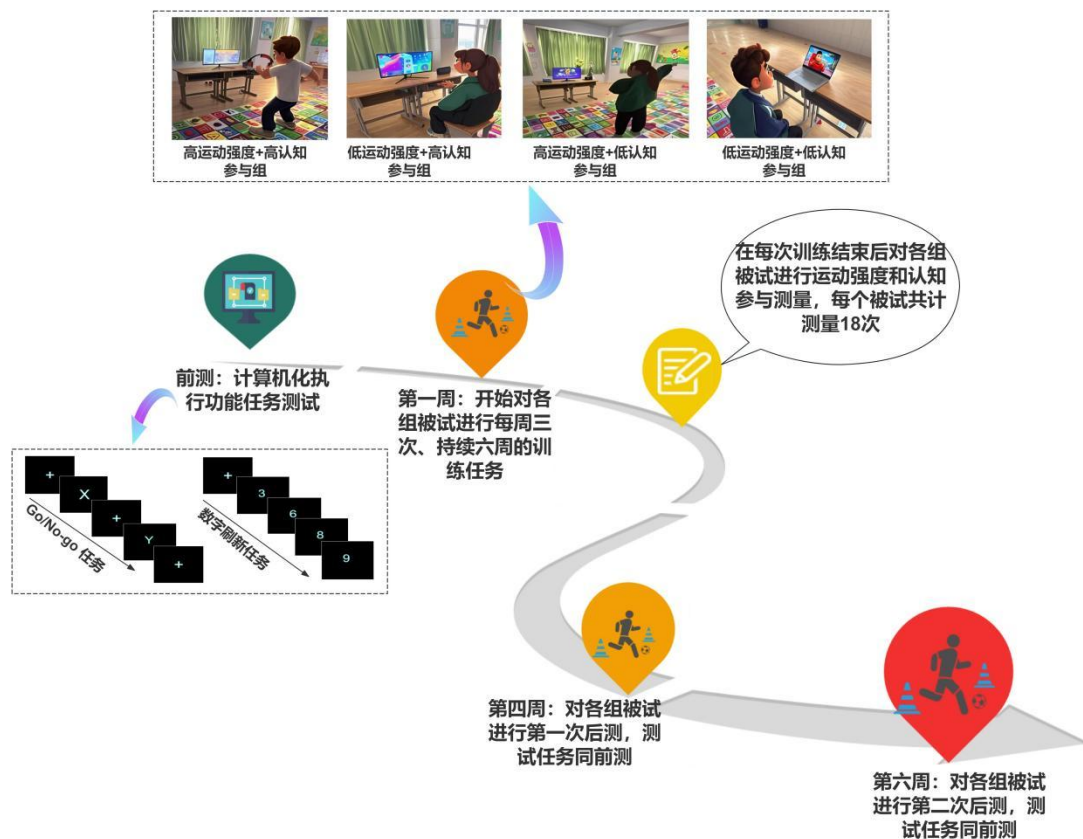 高运动强度+高认知
参与组
低运动强度+高认知
参与组
高运动强度+低认知
参与组
低运动强度+低认知
参与组
在每次训练结束后对各组
被试进行运动强度和认知
参与测量，每个被试共计
测量18次
前测：计算机化执
行功能任务测试
第一周：开始对各
组被试进行每周三
次、持续六周的训
练任务
+
X
+
Y
+
Go/No-go 任务
+
3
6
8
9
数字刷新任务
第四周：对各组被试
进行第一次后测，测
试任务同前测
第六周：对各组被试
进行第二次后测，测
试任务同前测